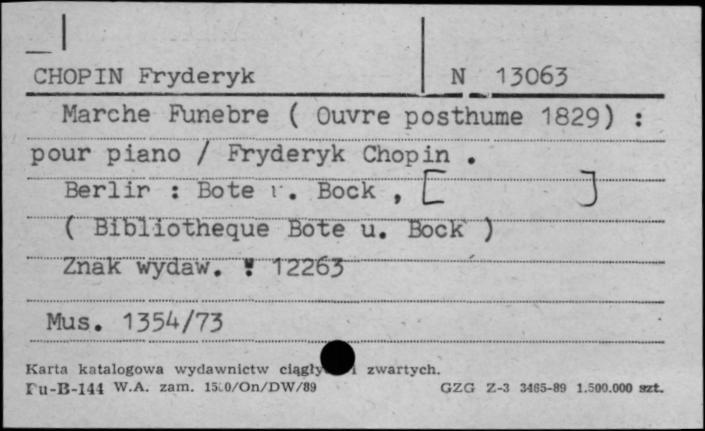 CHOPIN Fryderyk N 13063
Marche Funebre ( Ouvre posthume 1829) :
pour piano / Fryderyk Chopin .
Berlir : Bote u. Bock , [ ]
( Bibliotheque Bote u. Bock )
Znak wydaw. : 12263
Mus. 1354/73
Karta katalogowa wydawnictw ciągły i zwartych.
Pu-B-144 W.A. zam. /On/DW/89 GZG Z-3 3465-89 1.500.000 szt.